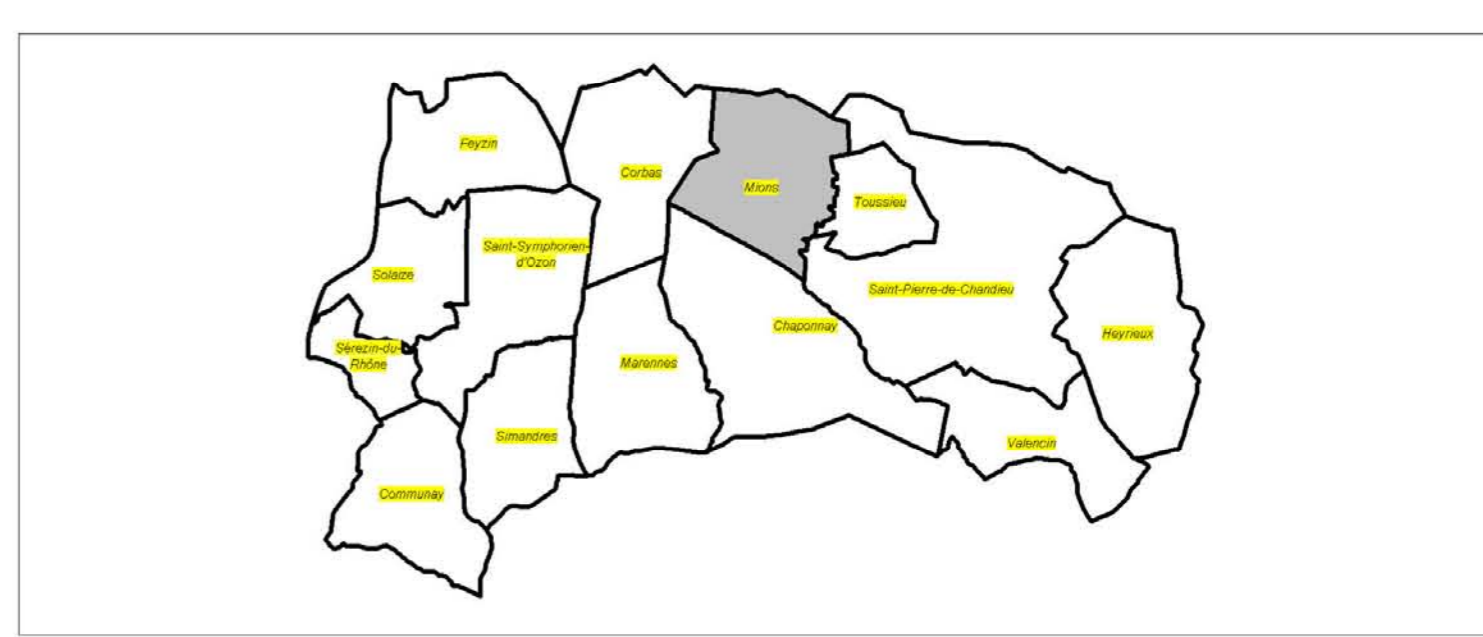 Feyzin
Corbas
Mions
Toussieu
Saint-Symphorien-
d'Ozon
Solaize
Saint-Pierre-de-Chandieu
Chaponnay
Heyrieux
Sérezin-du-
Rhône
Marennes
Simandres
Valencin
Communay